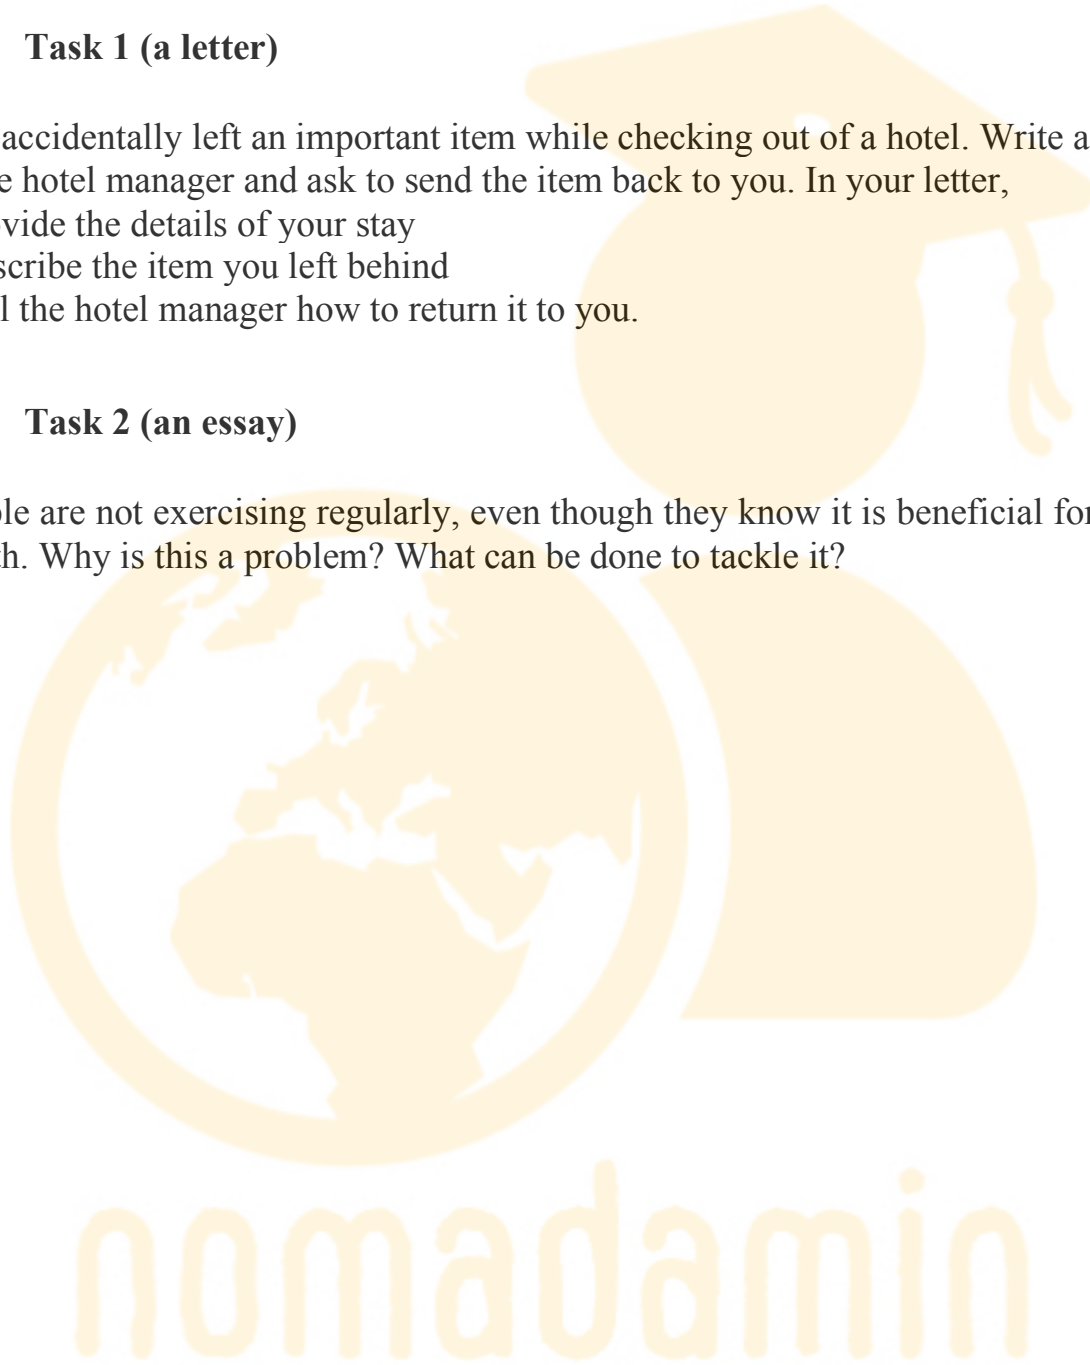 Task 1 (a letter)
accidentally left an important item while checking out of a hotel. Write a
e hotel manager and ask to send the item back to you. In your letter,
vide the details of your stay
scribe the item you left behind
l the hotel manager how to return it to you.
Task 2 (an essay)
ple are not exercising regularly, even though they know it is beneficial for
th. Why is this a problem? What can be done to tackle it?
nomadamin